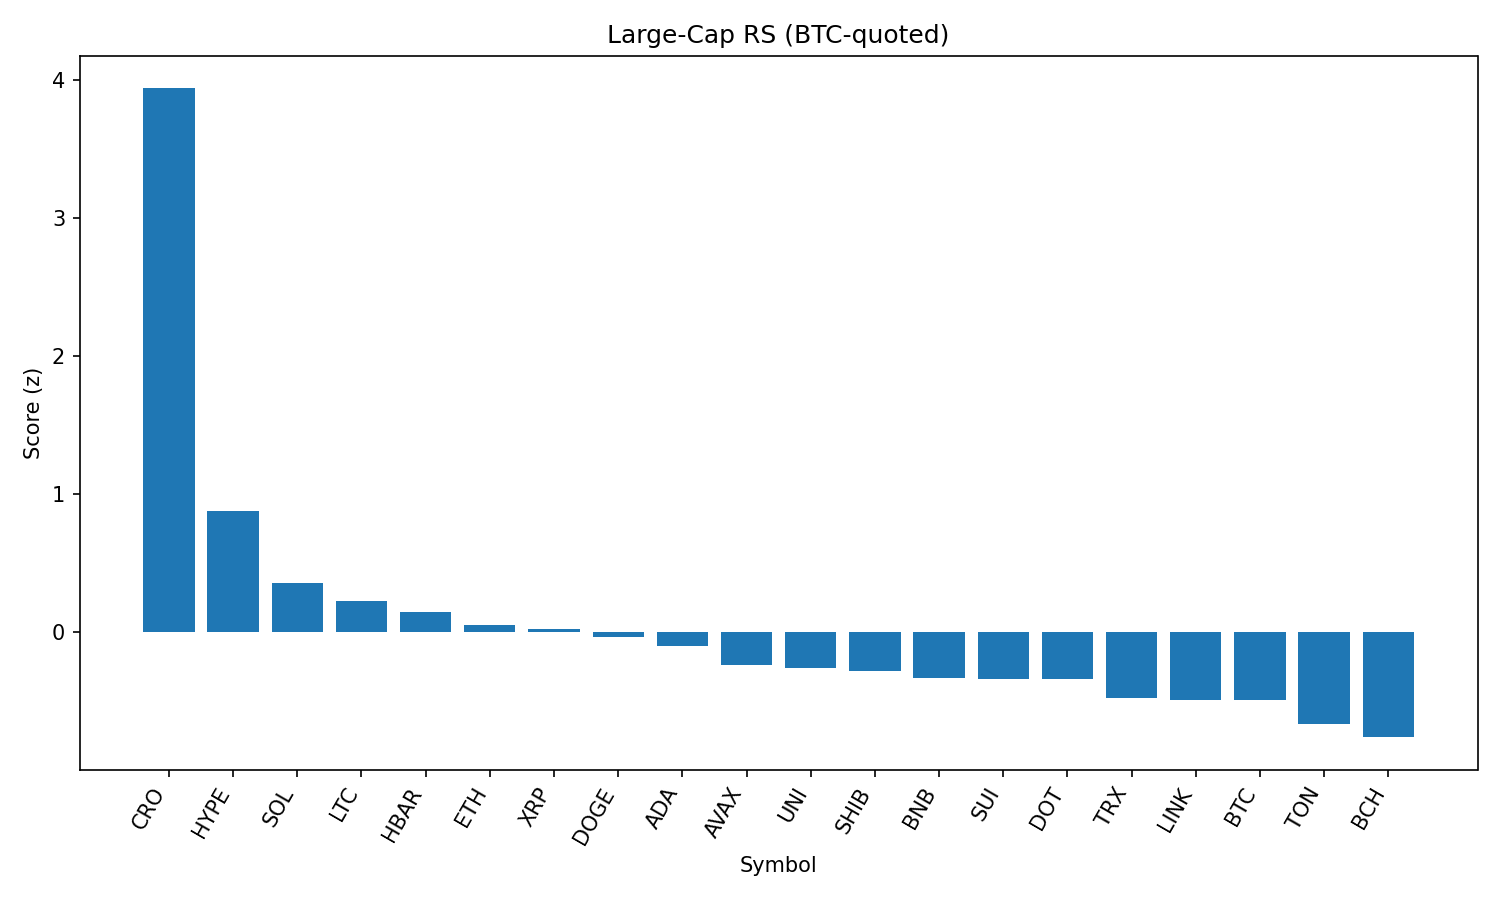 Large-Cap RS (BTC-quoted)
Score (z)
4
3
2
1
0
CRO
HYPE
SOL
LTC
HBAR
ETH
XRP
DOGE
ADA
AVAX
UNI
SHIB
BNB
SUI
DOT
TRX
LINK
BTC
TON
BCH
Symbol